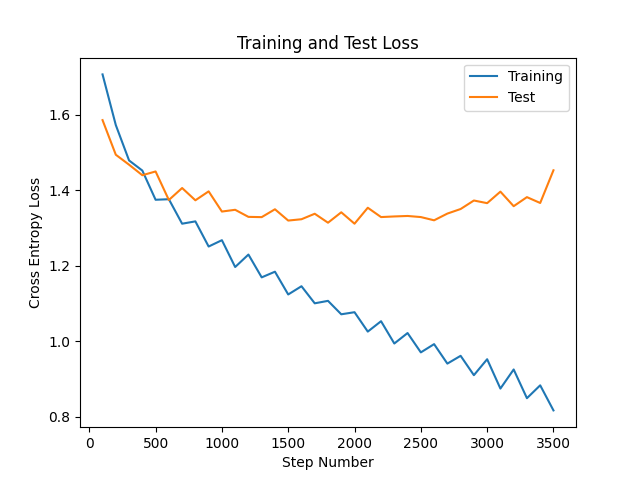 Training and Test Loss
Training
Test
Cross Entropy Loss
1.6
1.4
1.2
1.0
0.8
0 500 1000 1500 2000 2500 3000 3500
Step Number